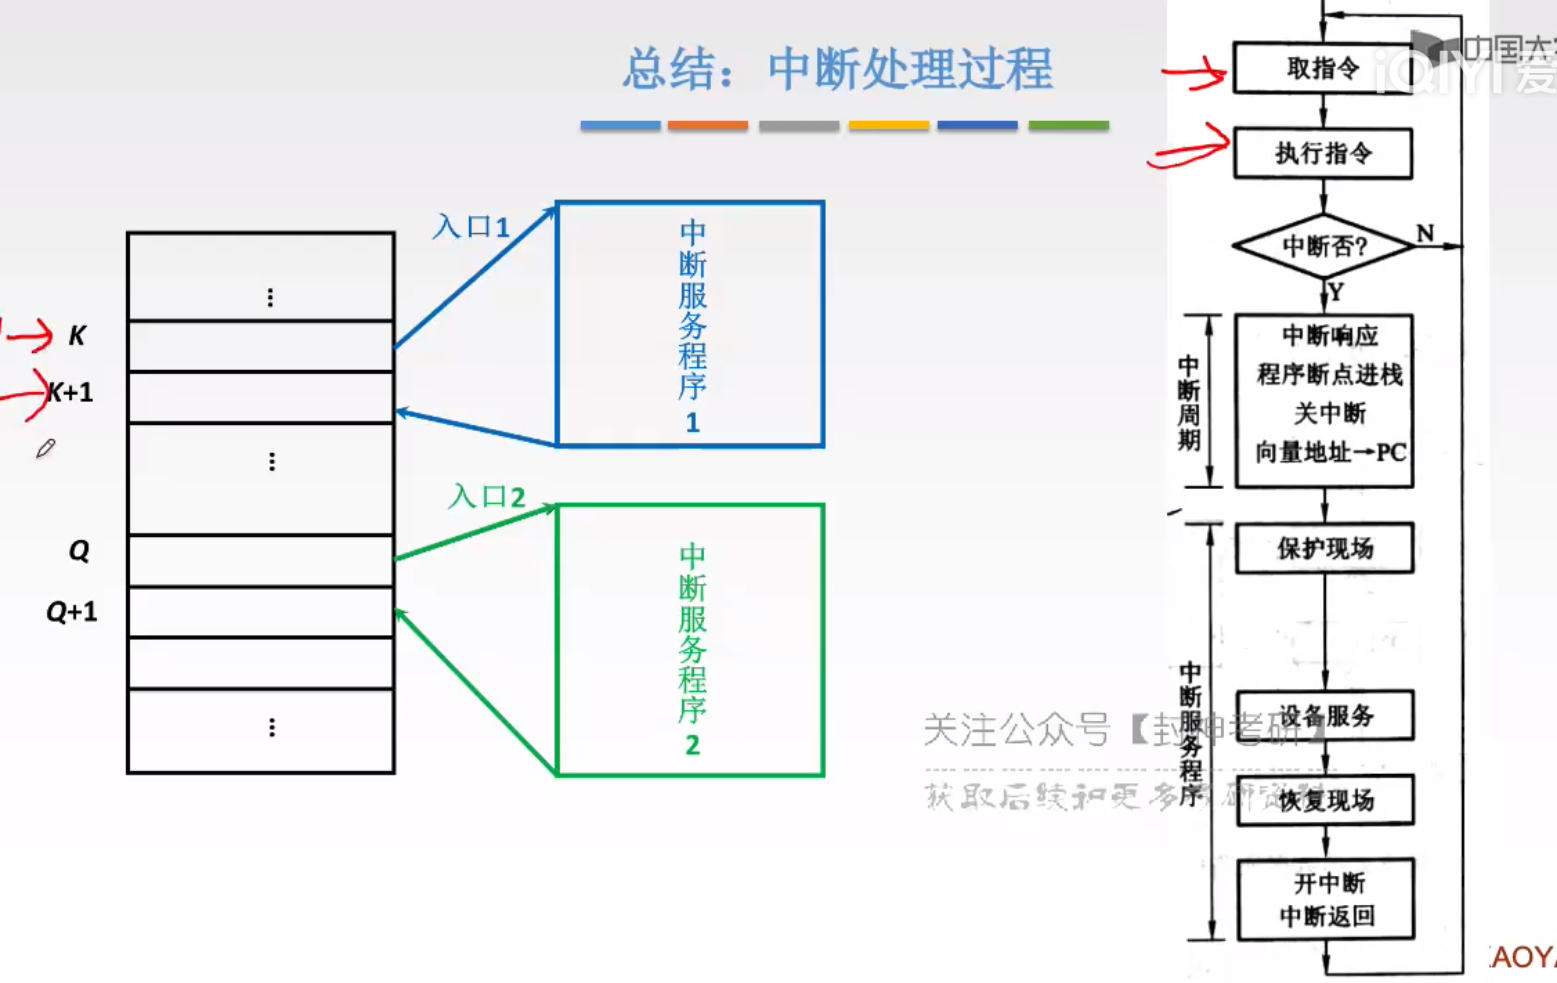 总结：中断处理过程
中国大
iQIYI 爱
K
K+1
Q
Q+1
入口1
中断服务程序1
入口2
中断服务程序2
取指令
执行指令
中断否？
N
Y
中断周期
中断响应
程序断点进栈
关中断
向量地址→PC
中断服务程序
保护现场
设备服务
恢复现场
开中断
中断返回
关注公众号【封神考研】
获取后续和更多考研资料
AOYA